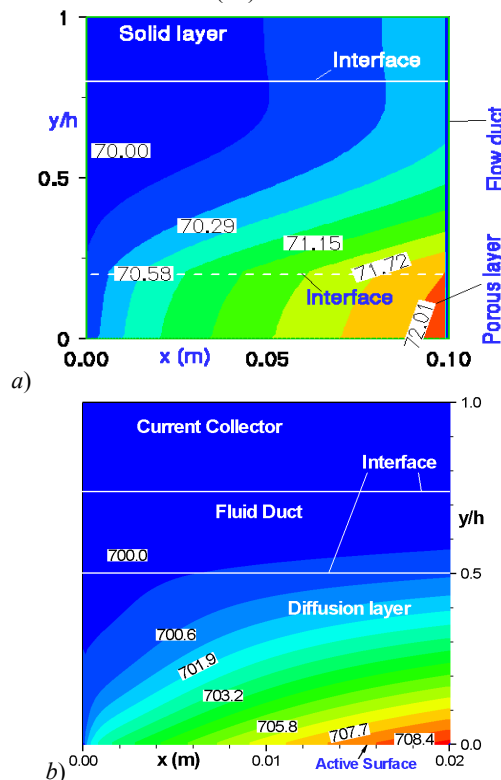 1
Solid layer
Interface
y/h
70.00
Flow duct
0.5
70.29
71.15
70.58
71.72
Interface
72.01
Porous layer
0
0.00
0.05
0.10
x (m)
a)
1.0
Current Collector
Interface
Fluid Duct
y/h
700.0
0.5
Diffusion layer
700.6
701.9
703.2
705.8
707.7
708.4
0.0
0.00
x (m)
0.01
Active Surface
0.02
b)